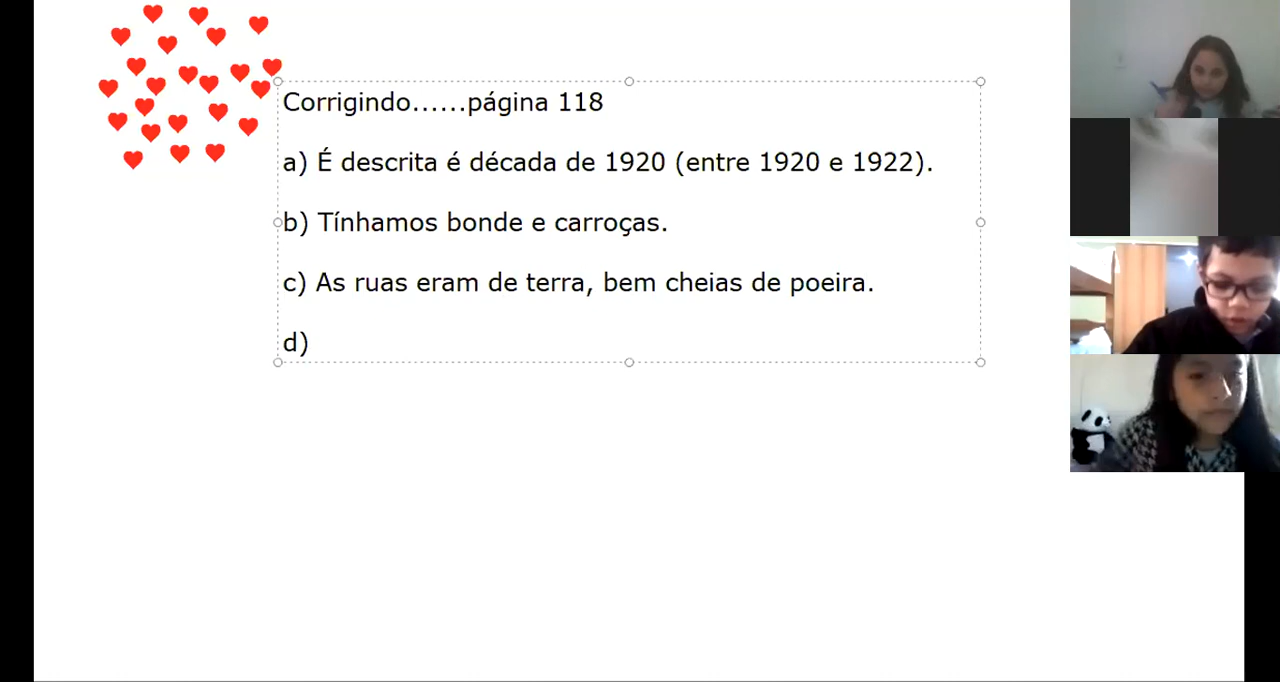 Corrigindo......página 118
a) É descrita é década de 1920 (entre 1920 e 1922).
b) Tínhamos bonde e carroças.
c) As ruas eram de terra, bem cheias de poeira.
d)